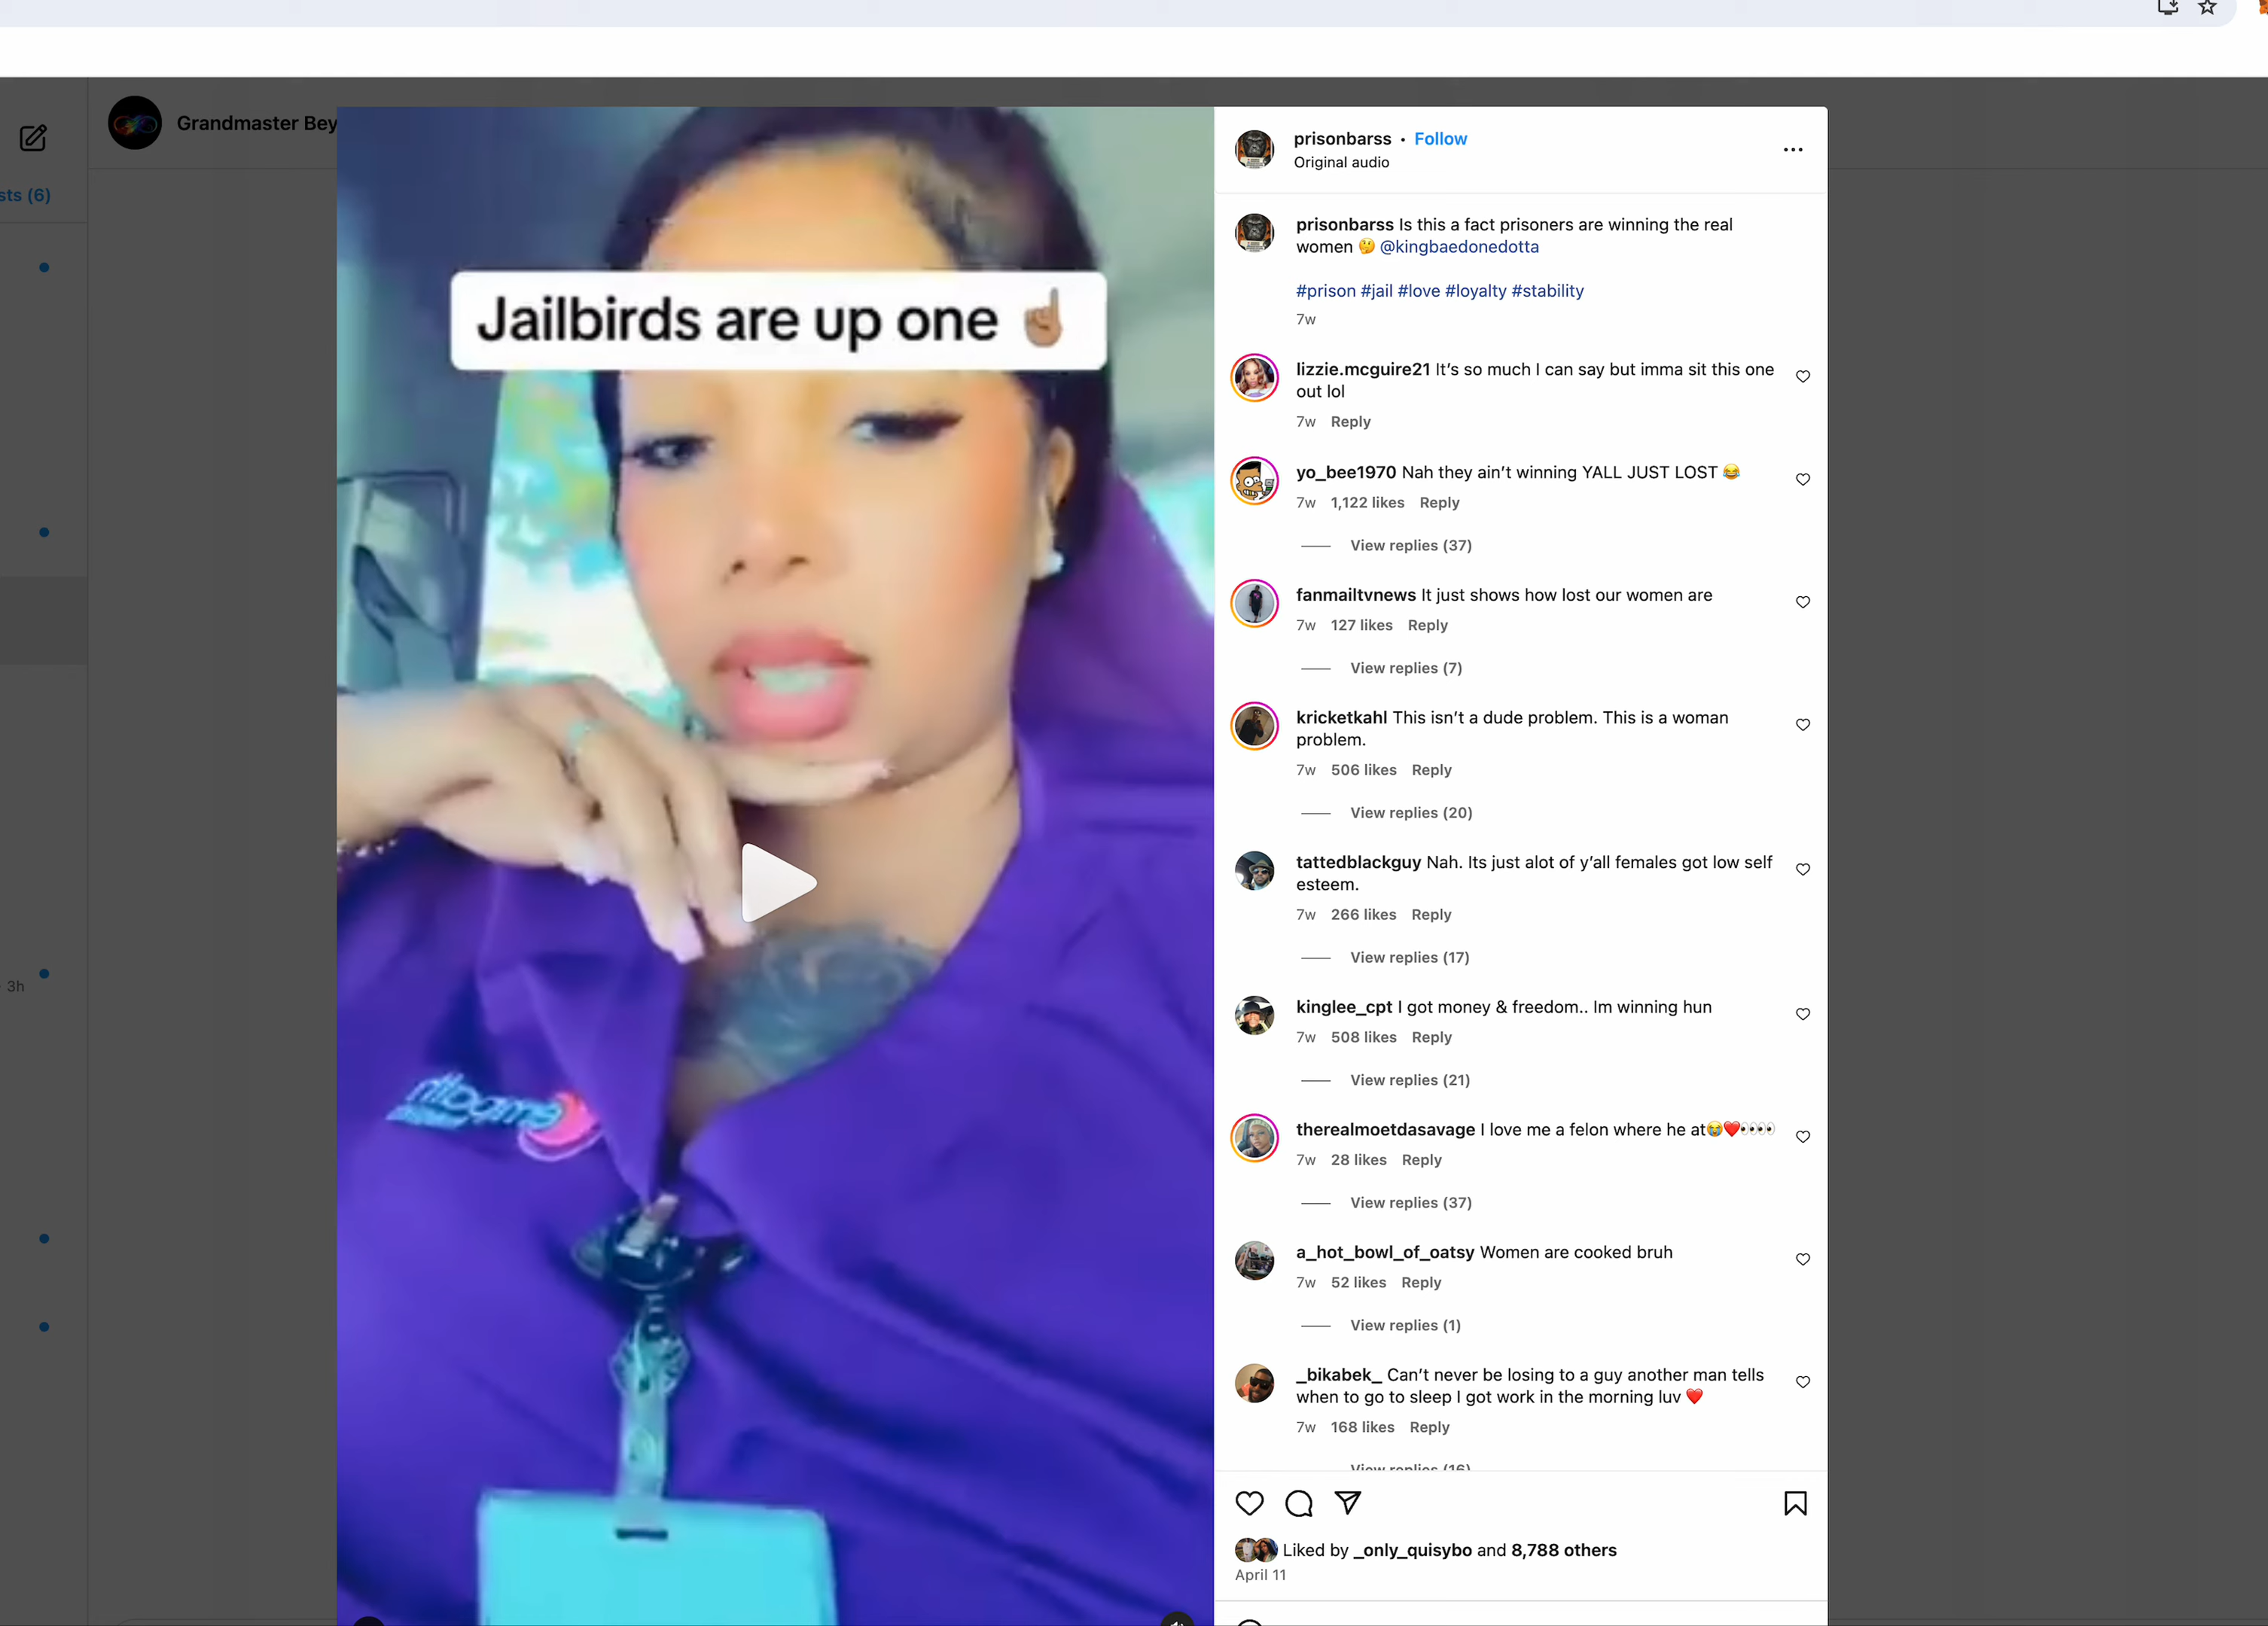 Grandmaster Bey
sts (6)
3h
Jailbirds are up one ☝🏽
prisonbarss • Follow
Original audio
prisonbarss Is this a fact prisoners are winning the real
women 🤔 @kingbaedonedotta
#prison #jail #love #loyalty #stability
7w
lizzie.mcguire21 It’s so much I can say but imma sit this one
out lol
7w Reply
yo_bee1970 Nah they ain’t winning YALL JUST LOST 😂
7w 1,122 likes Reply
View replies (37)
fanmailtvnews It just shows how lost our women are
7w 127 likes Reply
View replies (7)
kricketkahl This isn’t a dude problem. This is a woman
problem.
7w 506 likes Reply
View replies (20)
tattedblackguy Nah. Its just alot of y’all females got low self
esteem.
7w 266 likes Reply
View replies (17)
kinglee_cpt I got money & freedom.. Im winning hun
7w 508 likes Reply
View replies (21)
therealmoetdasavage I love me a felon where he at😭❤️👀👀
7w 28 likes Reply
View replies (37)
a_hot_bowl_of_oatsy Women are cooked bruh
7w 52 likes Reply
View replies (1)
_bikabek_ Can’t never be losing to a guy another man tells
when to go to sleep I got work in the morning luv ❤️
7w 168 likes Reply
View replies (16)
Liked by _only_quisybo and 8,788 others
April 11